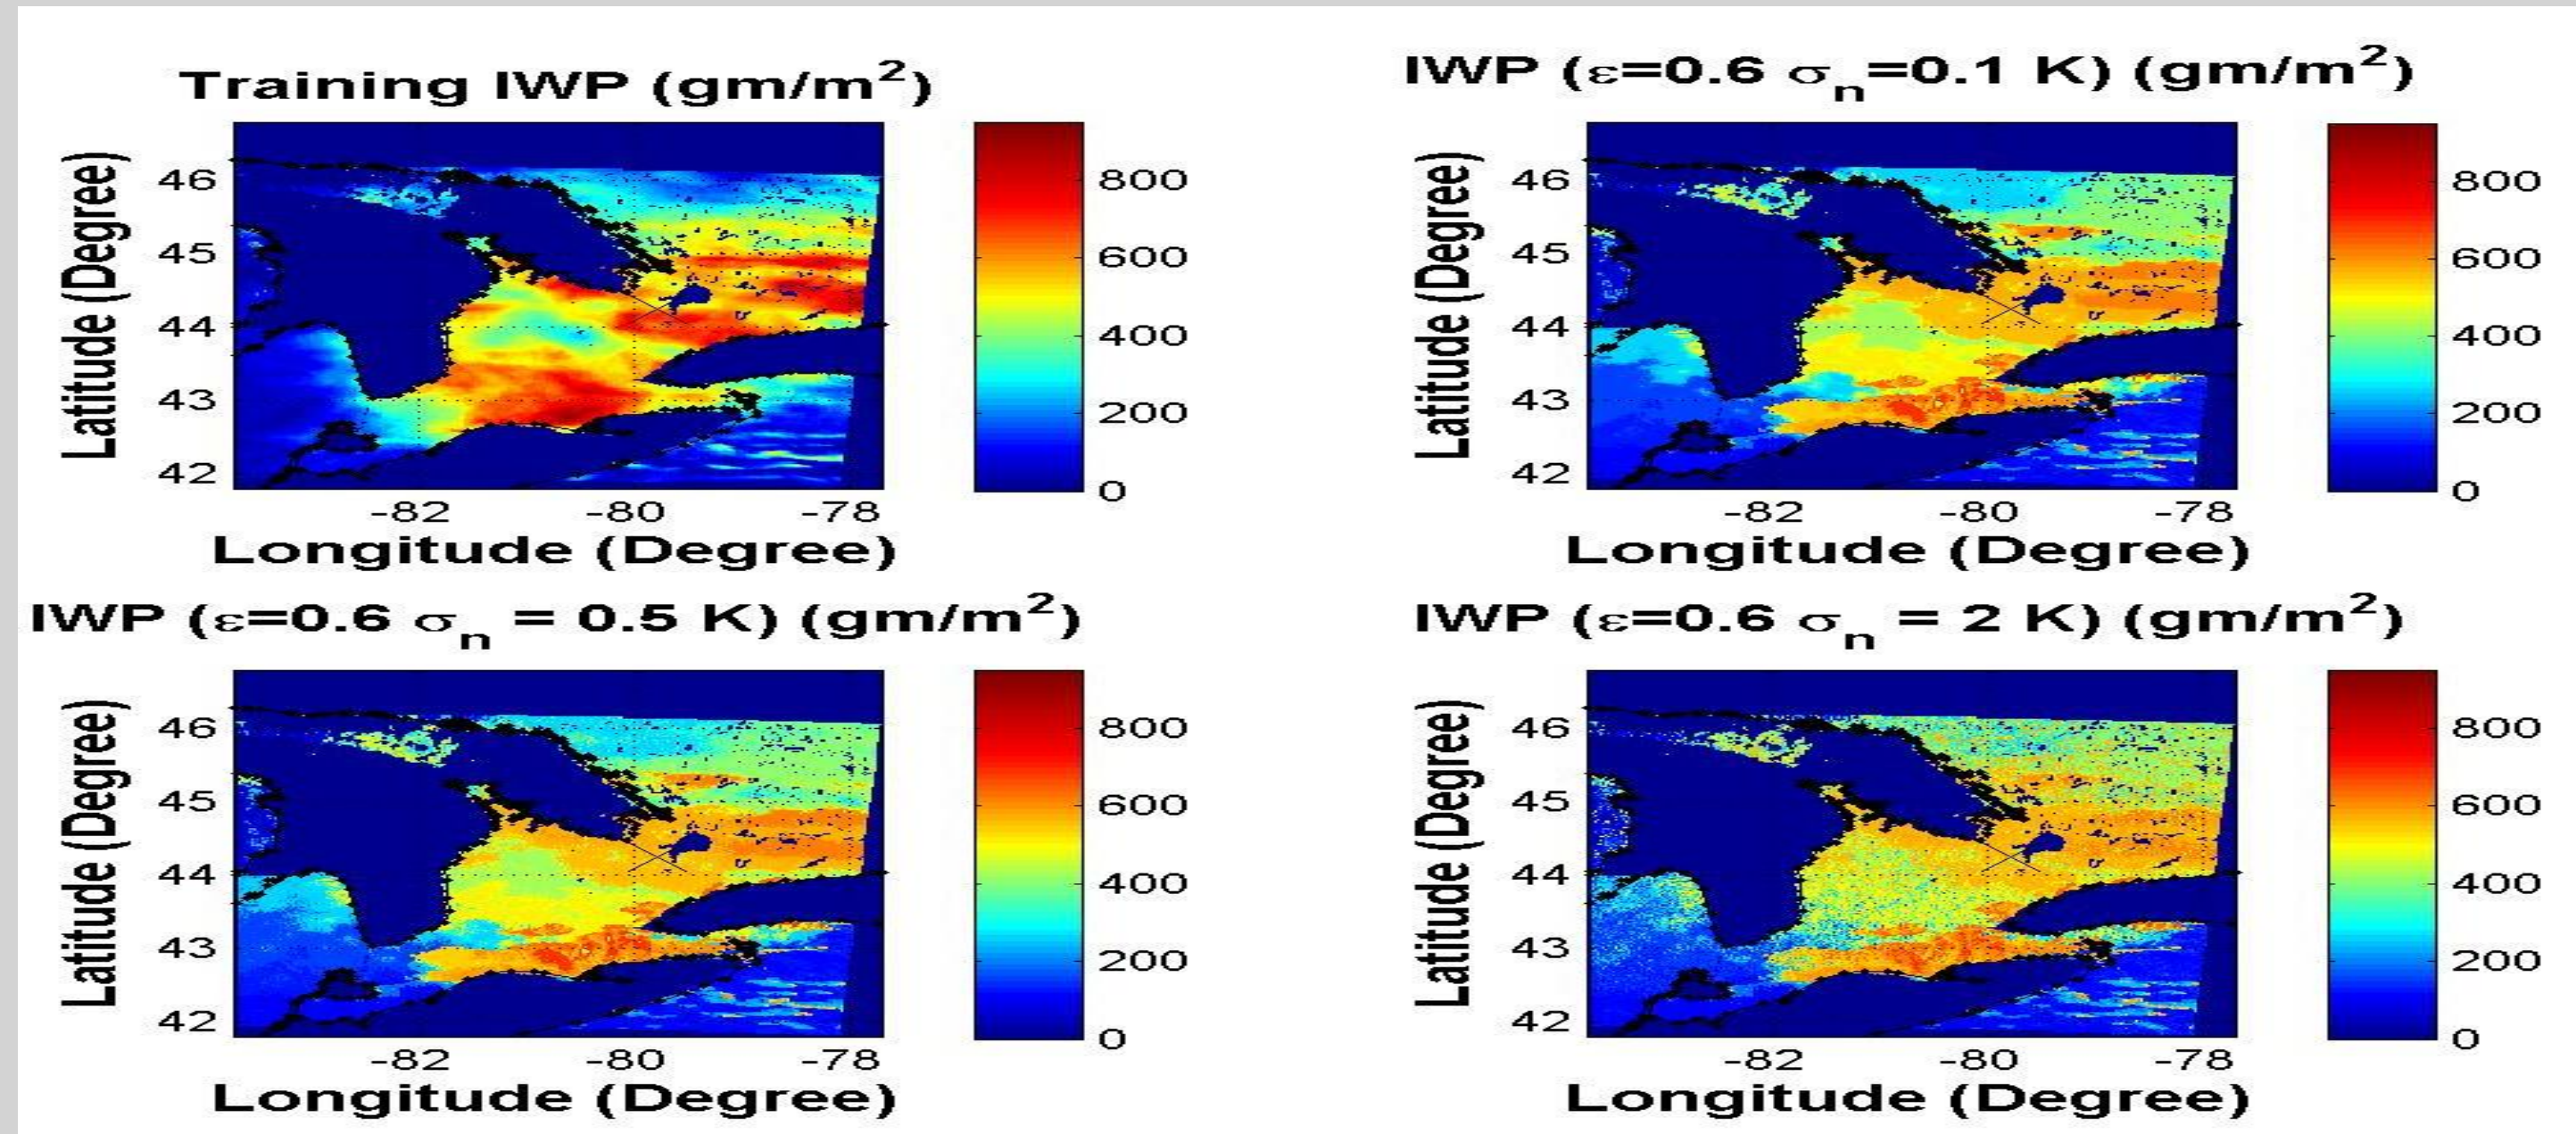 Training IWP (gm/m²)
Latitude (Degree)
46
45
44
43
42
-82 -80 -78
Longitude (Degree)
800
600
400
200
0
IWP (ε=0.6 σn=0.1 K) (gm/m²)
Latitude (Degree)
46
45
44
43
42
-82 -80 -78
Longitude (Degree)
800
600
400
200
0
IWP (ε=0.6 σn = 0.5 K) (gm/m²)
Latitude (Degree)
46
45
44
43
42
-82 -80 -78
Longitude (Degree)
800
600
400
200
0
IWP (ε=0.6 σn = 2 K) (gm/m²)
Latitude (Degree)
46
45
44
43
42
-82 -80 -78
Longitude (Degree)
800
600
400
200
0